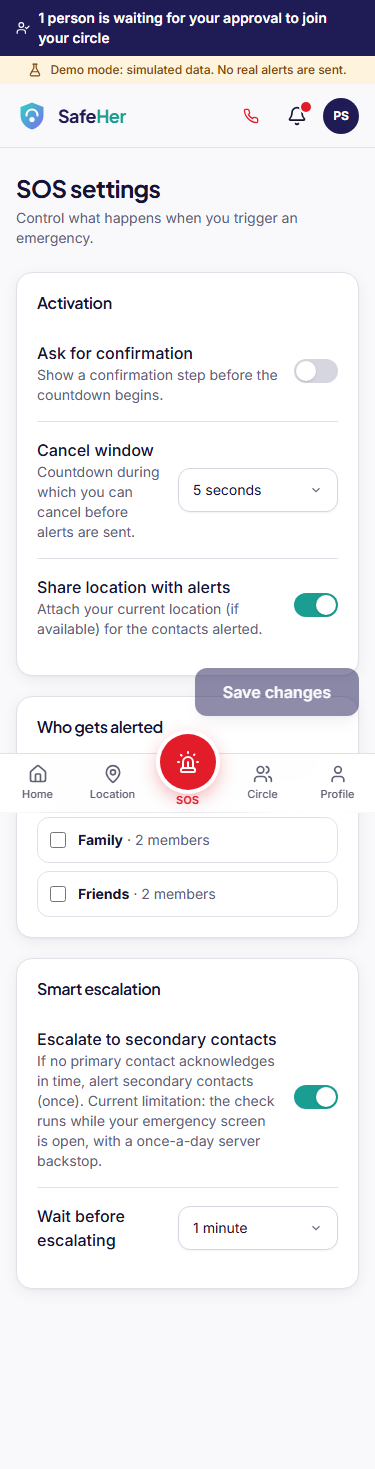 1 person is waiting for your approval to join
your circle
Demo mode: simulated data. No real alerts are sent.
SafeHer
PS
SOS settings
Control what happens when you trigger an
emergency.
Activation
Ask for confirmation
Show a confirmation step before the
countdown begins.
Cancel window
Countdown during
which you can
cancel before
alerts are sent.
5 seconds
Share location with alerts
Attach your current location (if
available) for the contacts alerted.
Save changes
Who gets alerted
Home
Location
SOS
Circle
Profile
Family · 2 members
Friends · 2 members
Smart escalation
Escalate to secondary contacts
If no primary contact acknowledges
in time, alert secondary contacts
(once). Current limitation: the check
runs while your emergency screen
is open, with a once-a-day server
backstop.
Wait before
escalating
1 minute